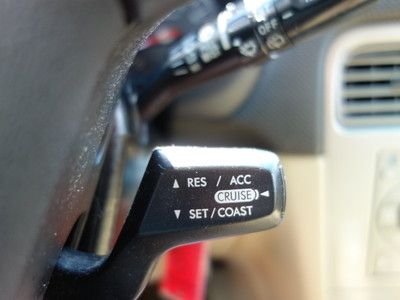 OFF
▲ RES / ACC
CRUISE ◄
▼ SET / COAST